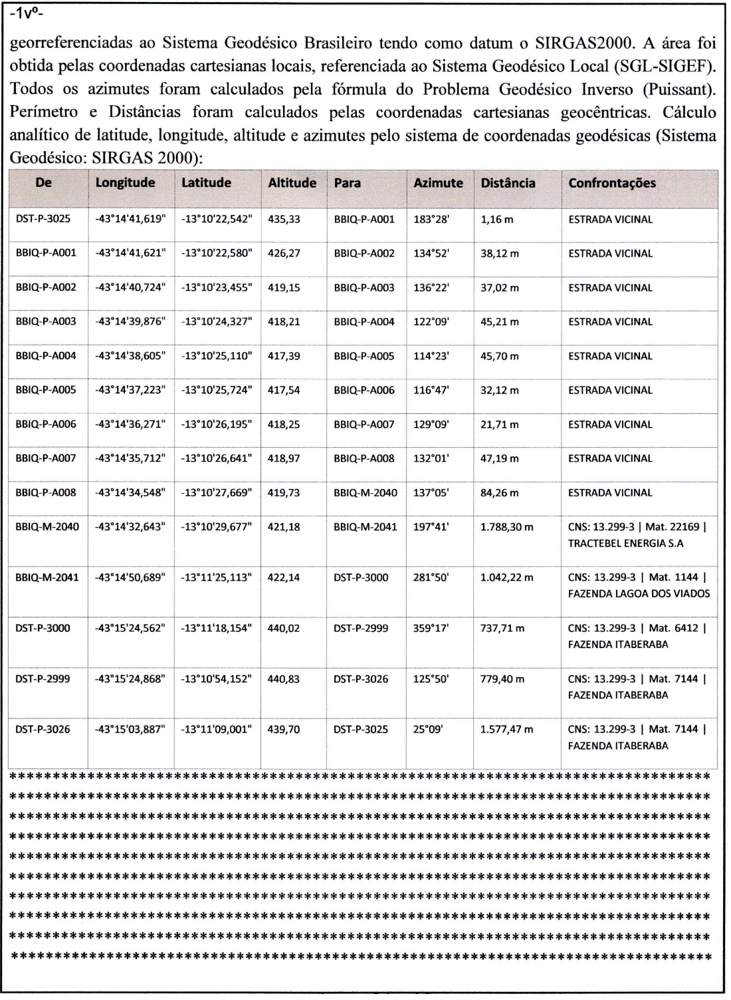 -1vº-
georreferenciadas ao Sistema Geodésico Brasileiro tendo como datum o SIRGAS2000. A área foi
obtida pelas coordenadas cartesianas locais, referenciada ao Sistema Geodésico Local (SGL-SIGEF).
Todos os azimutes foram calculados pela fórmula do Problema Geodésico Inverso (Puissant).
Perímetro e Distâncias foram calculados pelas coordenadas cartesianas geocêntricas. Cálculo
analítico de latitude, longitude, altitude e azimutes pelo sistema de coordenadas geodésicas (Sistema
Geodésico: SIRGAS 2000):
De Longitude Latitude Altitude Para Azimute Distância Confrontações
DST-P-3025 -43°14'41,619" -13°10'22,542" 435,33 BBIQ-P-A001 183°28' 1,16 m ESTRADA VICINAL
BBIQ-P-A001 -43°14'41,621" -13°10'22,580" 426,27 BBIQ-P-A002 134°52' 38,12 m ESTRADA VICINAL
BBIQ-P-A002 -43°14'40,724" -13°10'23,455" 419,15 BBIQ-P-A003 136°22' 37,02 m ESTRADA VICINAL
BBIQ-P-A003 -43°14'39,876" -13°10'24,327" 418,21 BBIQ-P-A004 122°09' 45,21 m ESTRADA VICINAL
BBIQ-P-A004 -43°14'38,605" -13°10'25,110" 417,39 BBIQ-P-A005 114°23' 45,70 m ESTRADA VICINAL
BBIQ-P-A005 -43°14'37,223" -13°10'25,724" 417,54 BBIQ-P-A006 116°47' 32,12 m ESTRADA VICINAL
BBIQ-P-A006 -43°14'36,271" -13°10'26,195" 418,25 BBIQ-P-A007 129°09' 21,71 m ESTRADA VICINAL
BBIQ-P-A007 -43°14'35,712" -13°10'26,641" 418,97 BBIQ-P-A008 132°01' 47,19 m ESTRADA VICINAL
BBIQ-P-A008 -43°14'34,548" -13°10'27,669" 419,73 BBIQ-M-2040 137°05' 84,26 m ESTRADA VICINAL
BBIQ-M-2040 -43°14'32,643" -13°10'29,677" 421,18 BBIQ-M-2041 197°41' 1.788,30 m CNS: 13.299-3 | Mat. 22169 |
TRACTEBEL ENERGIA S.A
BBIQ-M-2041 -43°14'50,689" -13°11'25,113" 422,14 DST-P-3000 281°50' 1.042,22 m CNS: 13.299-3 | Mat. 1144 |
FAZENDA LAGOA DOS VIADOS
DST-P-3000 -43°15'24,562" -13°11'18,154" 440,02 DST-P-2999 359°17' 737,71 m CNS: 13.299-3 | Mat. 6412 |
FAZENDA ITABERABA
DST-P-2999 -43°15'24,868" -13°10'54,152" 440,83 DST-P-3026 125°50' 779,40 m CNS: 13.299-3 | Mat. 7144 |
FAZENDA ITABERABA
DST-P-3026 -43°15'03,887" -13°11'09,001" 439,70 DST-P-3025 25°09' 1.577,47 m CNS: 13.299-3 | Mat. 7144 |
FAZENDA ITABERABA
*********************************************************************************
*********************************************************************************
*********************************************************************************
*********************************************************************************
*********************************************************************************
*********************************************************************************
*********************************************************************************
*********************************************************************************
*********************************************************************************
*********************************************************************************